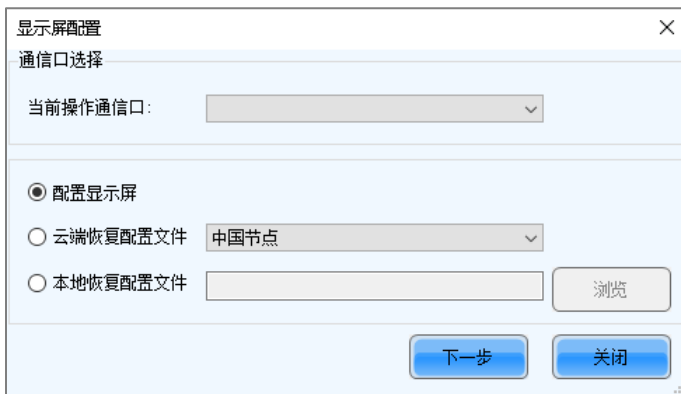 显示屏配置
通信口选择
当前操作通信口：
配置显示屏
云端恢复配置文件 中国节点
本地恢复配置文件 浏览
下一步 关闭